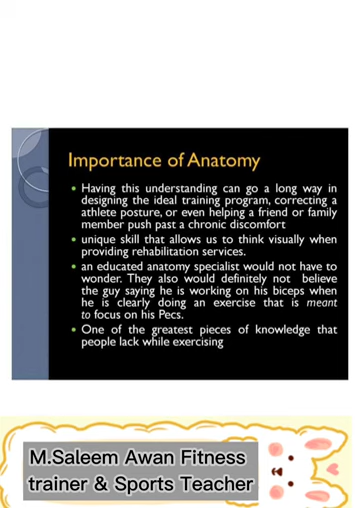 Importance of Anatomy
• Having this understanding can go a long way in
designing the ideal training program, correcting a
athlete posture, or even helping a friend or family
member push past a chronic discomfort
• unique skill that allows us to think visually when
providing rehabilitation services.
• an educated anatomy specialist would not have to
wonder. They also would definitely not believe
the guy saying he is working on his biceps when
he is clearly doing an exercise that is meant
to focus on his Pecs.
• One of the greatest pieces of knowledge that
people lack while exercising
M.Saleem Awan Fitness
trainer & Sports Teacher